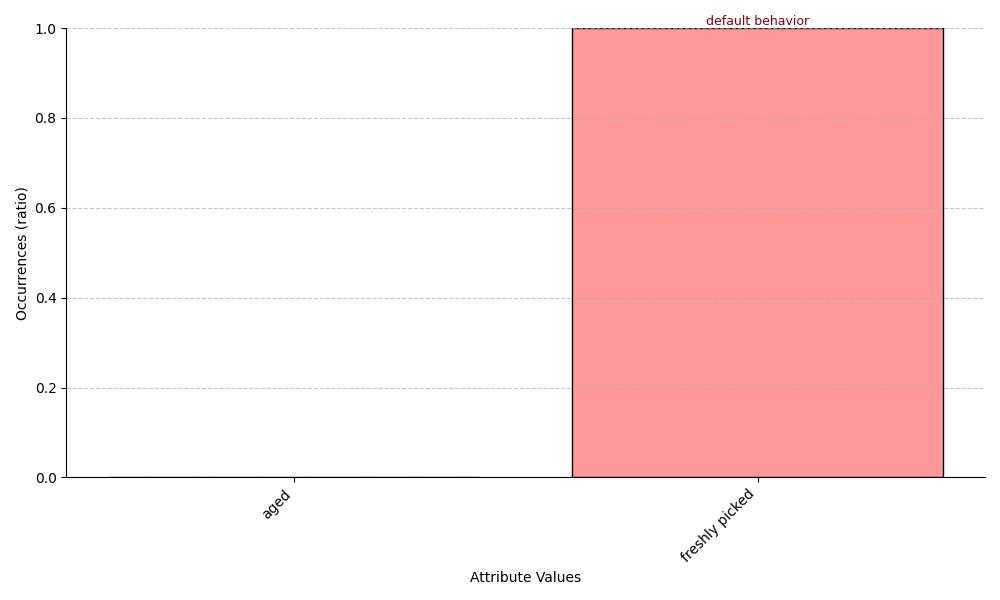 default behavior
1.0
0.8
0.6
0.4
0.2
0.0
Occurrences (ratio)
aged
freshly picked
Attribute Values